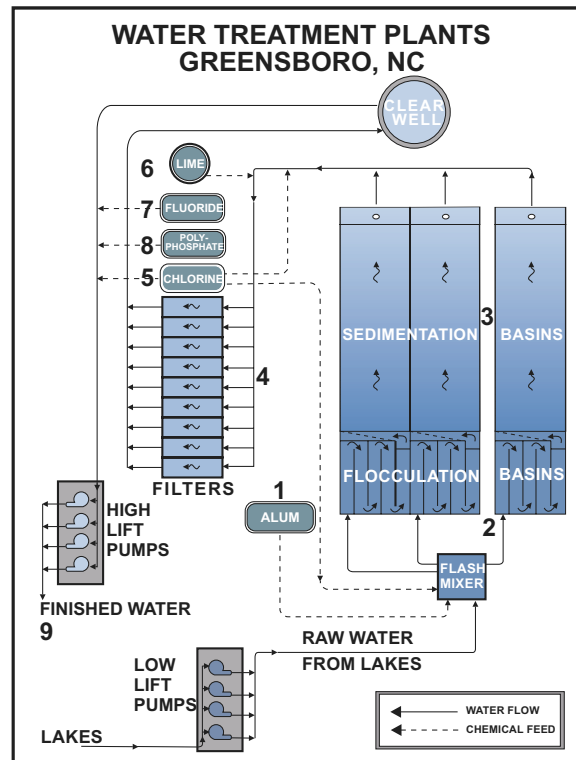 WATER TREATMENT PLANTS
GREENSBORO, NC
CLEAR
WELL
6
LIME
7
FLUORIDE
8
POLY-
PHOSPHATE
5
CHLORINE
SEDIMENTATION
3
BASINS
4
FILTERS
FLOCCULATION
BASINS
1
ALUM
2
HIGH
LIFT
PUMPS
FLASH
MIXER
FINISHED WATER
9
RAW WATER
FROM LAKES
LOW
LIFT
PUMPS
LAKES
WATER FLOW
CHEMICAL FEED